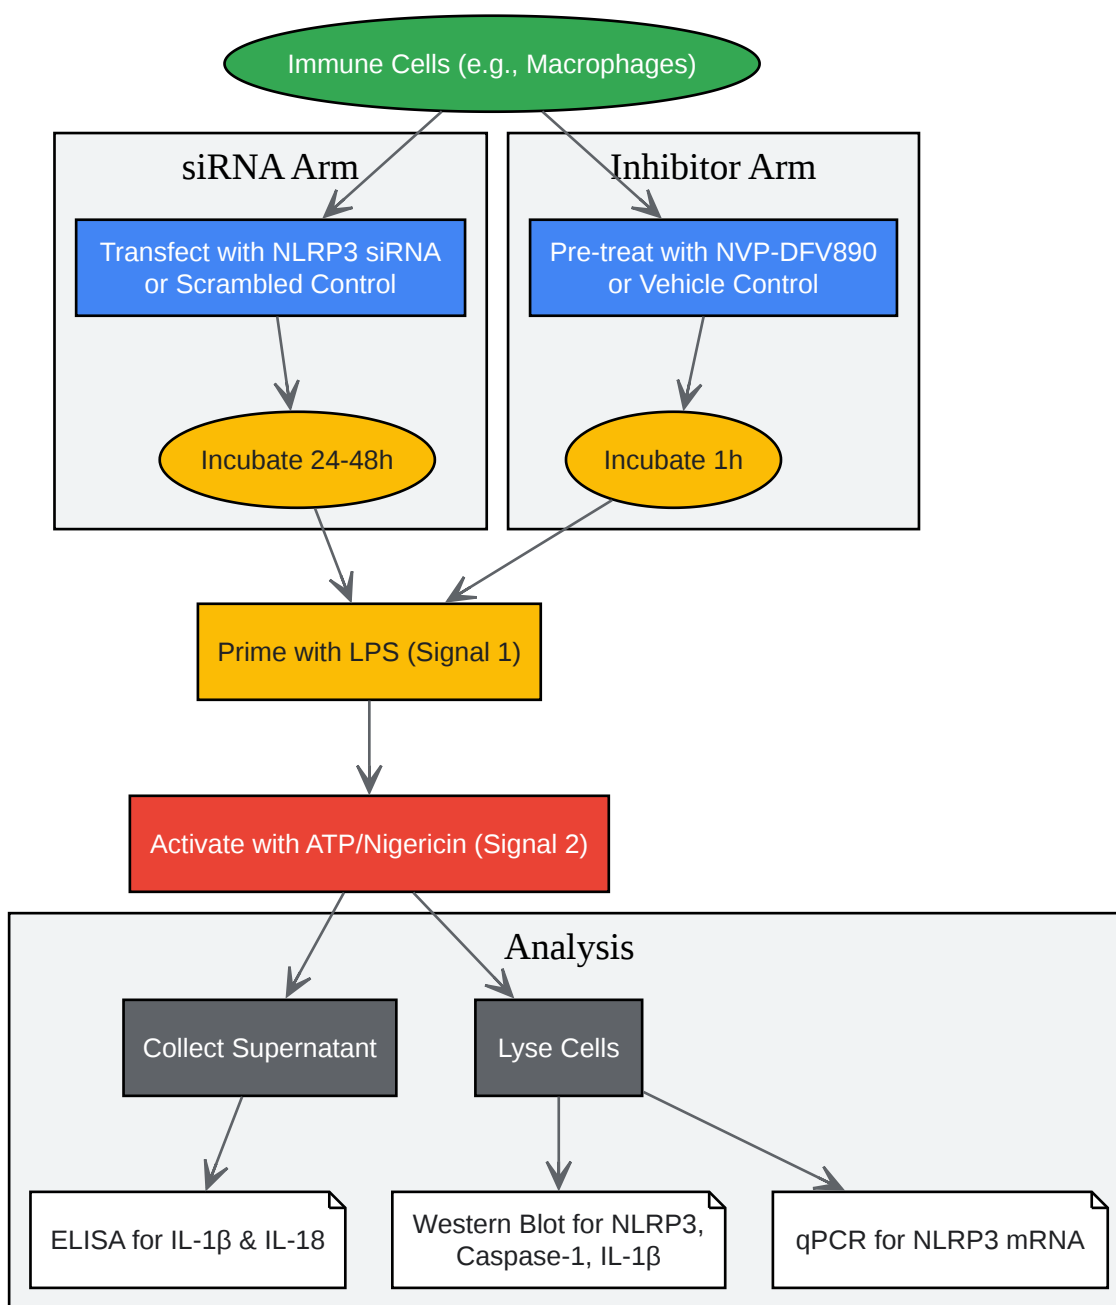 Immune Cells (e.g., Macrophages)
siRNA Arm
Inhibitor Arm
Transfect with NLRP3 siRNA
or Scrambled Control
Pre-treat with NVP-DFV890
or Vehicle Control
Incubate 24-48h
Incubate 1h
Prime with LPS (Signal 1)
Activate with ATP/Nigericin (Signal 2)
Analysis
Collect Supernatant
Lyse Cells
ELISA for IL-1β & IL-18
Western Blot for NLRP3,
Caspase-1, IL-1β
qPCR for NLRP3 mRNA